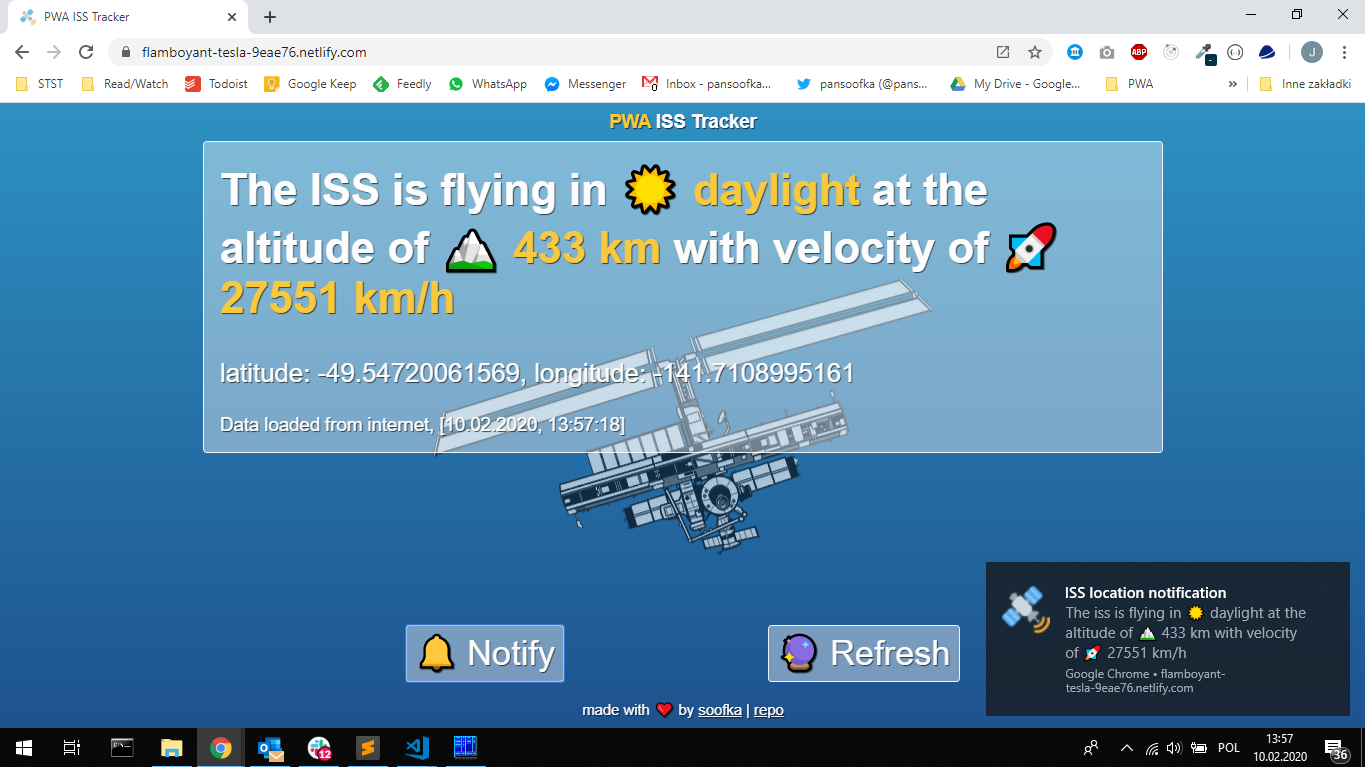 PWA ISS Tracker
flamboyant-tesla-9eae76.netlify.com
ABP
-
J
STST Read/Watch Todoist Google Keep Feedly WhatsApp Messenger 0 Inbox - pansoofka... pansoofka (@pans... My Drive - Google... PWA » Inne zakładki
PWA ISS Tracker
The ISS is flying in ☀ daylight at the
altitude of 🏔 433 km with velocity of 🚀
27551 km/h
latitude: -49.54720061569, longitude: -141.7108995161
Data loaded from internet, [10.02.2020, 13:57:18]
🔔 Notify
🔮 Refresh
made with ❤ by soofka | repo
ISS location notification
The iss is flying in ☀ daylight at the
altitude of 🏔 433 km with velocity
of 🚀 27551 km/h
Google Chrome • flamboyant-
tesla-9eae76.netlify.com
12
POL
13:57
10.02.2020
36